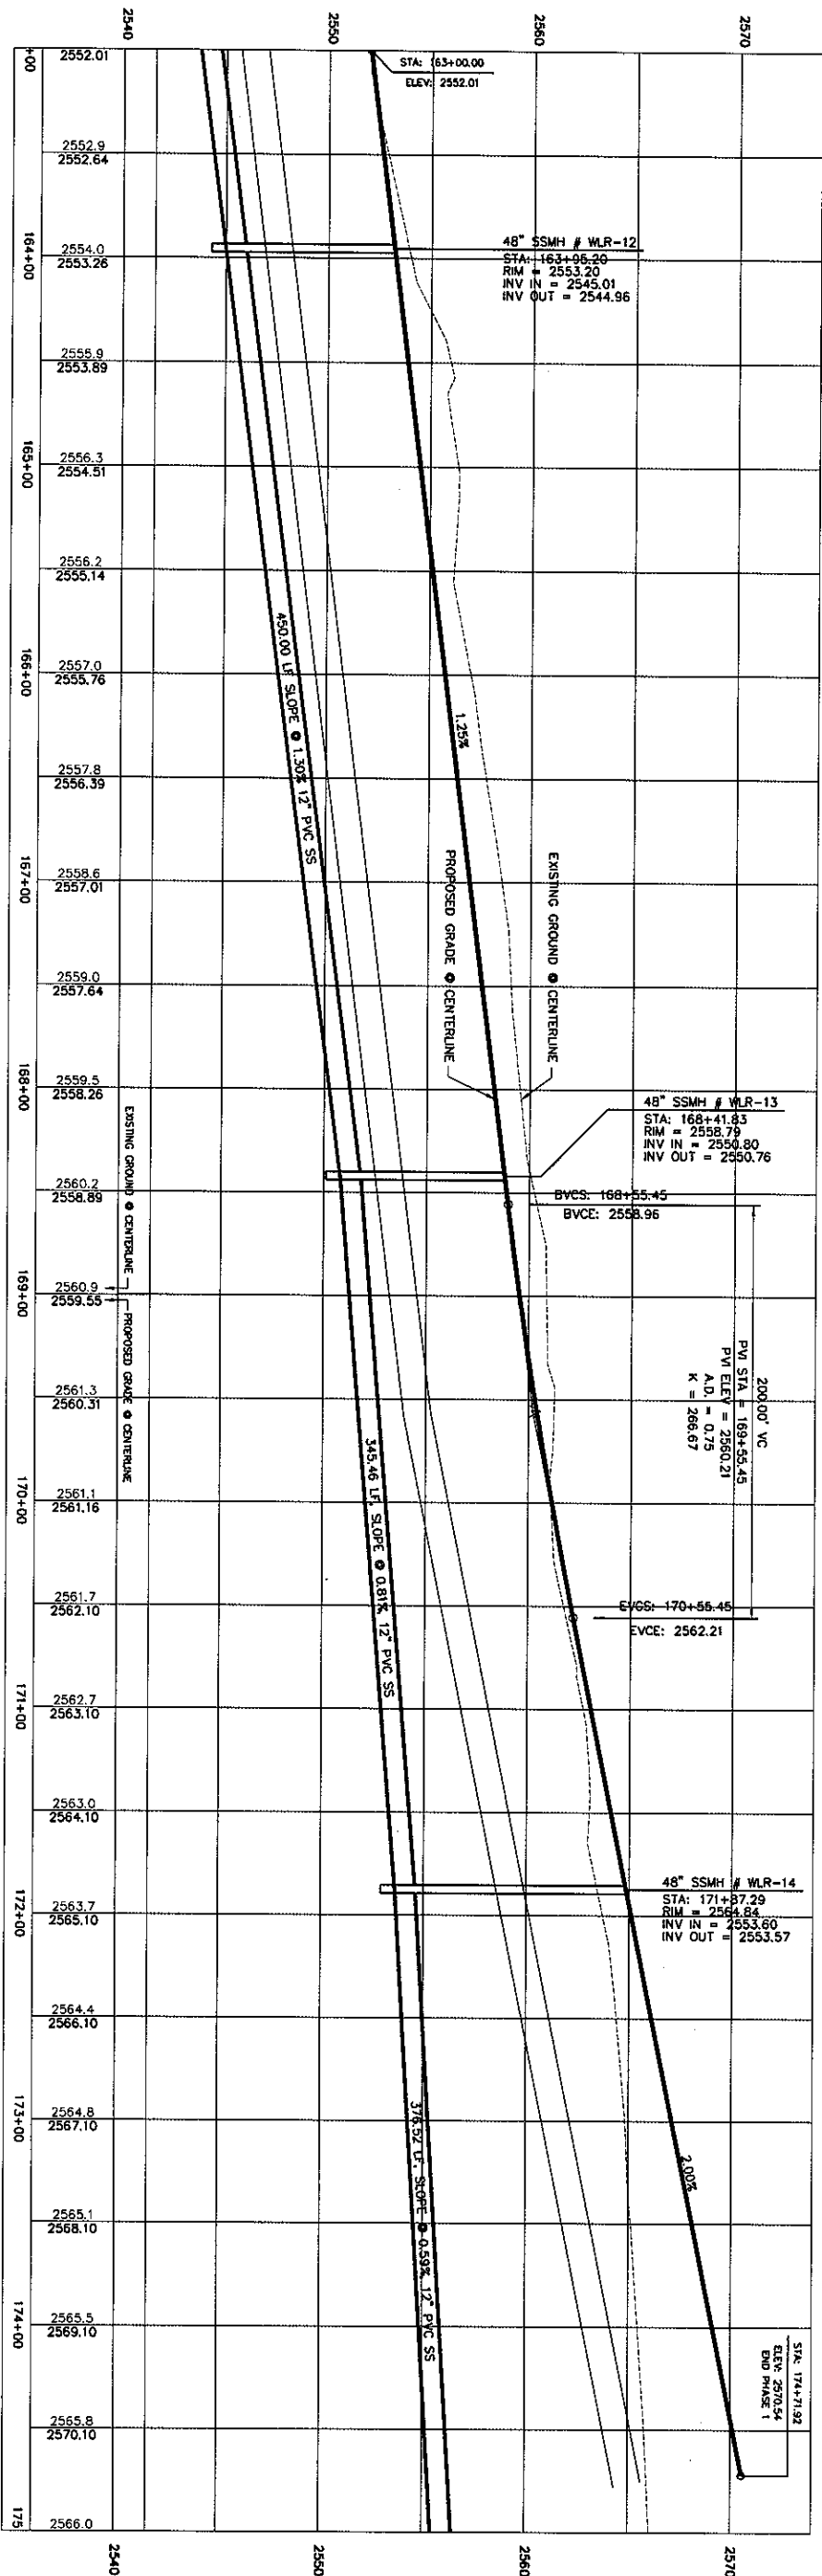 2540
2550
2560
2570
+00
2552.01
STA: 163+00.00
ELEV: 2552.01
2552.9
2552.64
164+00
2554.0
2553.26
48" SSMH # WLR-12
STA: 163+95.20
RIM = 2553.20
INV IN = 2545.01
INV OUT = 2544.96
2555.9
2553.89
165+00
2556.3
2554.51
2556.2
2555.14
166+00
2557.0
2555.76
450.00 LF SLOPE @ 1.30% 12" PVC SS
1.25%
2557.8
2556.39
167+00
2558.6
2557.01
PROPOSED GRADE @ CENTERLINE
EXISTING GROUND @ CENTERLINE
2559.0
2557.64
168+00
2559.5
2558.26
48" SSMH # WLR-13
STA: 168+41.83
RIM = 2558.79
INV IN = 2550.80
INV OUT = 2550.76
2560.2
2558.89
BVCS: 168+55.45
BVCE: 2558.96
EXISTING GROUND @ CENTERLINE
PROPOSED GRADE @ CENTERLINE
169+00
2560.9
2559.55
200.00' VC
PVI STA = 169+55.45
PVI ELEV = 2560.21
A.D. = 0.75
K = 266.67
2561.3
2560.31
170+00
2561.1
2561.16
345.46 LF, SLOPE @ 0.81% 12" PVC SS
2561.7
2562.10
EVCS: 170+55.45
EVCE: 2562.21
171+00
2562.7
2563.10
2563.0
2564.10
48" SSMH # WLR-14
STA: 171+87.29
RIM = 2564.84
INV IN = 2553.60
INV OUT = 2553.57
172+00
2563.7
2565.10
2564.4
2566.10
173+00
2564.8
2567.10
376.52 LF, SLOPE @ 0.59% 12" PVC SS
2.00%
2565.1
2568.10
174+00
2565.5
2569.10
STA: 174+71.92
ELEV: 2570.54
END PHASE 1
2565.8
2570.10
175
2566.0
2540
2550
2560
2570